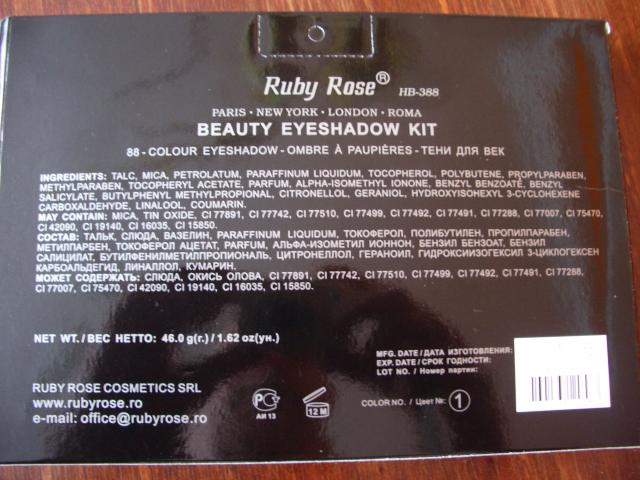 Ruby Rose® HB-388
PARIS · NEW YORK · LONDON · ROMA
BEAUTY EYESHADOW KIT
88 - COLOUR EYESHADOW - OMBRE À PAUPIÈRES - ТЕНИ ДЛЯ ВЕК
INGREDIENTS: TALC, MICA, PETROLATUM, PARAFFINUM LIQUIDUM, TOCOPHEROL, POLYBUTENE, PROPYLPARABEN,
METHYLPARABEN, TOCOPHERYL ACETATE, PARFUM, ALPHA-ISOMETHYL IONONE, BENZYL BENZOATE, BENZYL
SALICYLATE, BUTYLPHENYL METHYLPROPIONAL, CITRONELLOL, GERANIOL, HYDROXYISOHEXYL 3-CYCLOHEXENE
CARBOXALDEHYDE, LINALOOL, COUMARIN.
MAY CONTAIN: MICA, TIN OXIDE, CI 77891, CI 77742, CI 77510, CI 77499, CI 77492, CI 77491, CI 77288, CI 77007, CI 75470,
CI 42090, CI 19140, CI 16035, CI 15850.
СОСТАВ: ТАЛЬК, СЛЮДА, ВАЗЕЛИН, PARAFFINUM LIQUIDUM, ТОКОФЕРОЛ, ПОЛИБУТИЛЕН, ПРОПИЛПАРАБЕН,
МЕТИЛПАРБЕН, ТОКОФЕРОЛ АЦЕТАТ, PARFUM, АЛЬФА-ИЗОМЕТИЛ ИОННОН, БЕНЗИЛ БЕНЗОАТ, БЕНЗИЛ
САЛИЦИЛАТ, БУТИЛФЕНИЛМЕТИЛПРОПИОНАЛЬ, ЦИТРОНЕЛЛОЛ, ГЕРАНОИЛ, ГИДРОКСИИЗОГЕКСИЛ 3-ЦИКЛОГЕКСЕН
КАРБОАЛЬДЕГИД, ЛИНАЛЛОЛ, КУМАРИН.
МОЖЕТ СОДЕРЖАТЬ: СЛЮДА, ОКИСЬ ОЛОВА, CI 77891, CI 77742, CI 77510, CI 77499, CI 77492, CI 77491, CI 77288,
CI 77007, CI 75470, CI 42090, CI 19140, CI 16035, CI 15850.
NET WT./ВЕС НЕТТО: 46.0 g(г.) / 1.62 oz(ун.)
MFG. DATE / ДАТА ИЗГОТОВЛЕНИЯ:
EXP. DATE / СРОК ГОДНОСТИ:
LOT NO. / Номер партии:
RUBY ROSE COSMETICS SRL
www.rubyrose.ro
e-mail: office@rubyrose.ro
АИ 13
12 M
COLOR NO. / Цвет №: 1